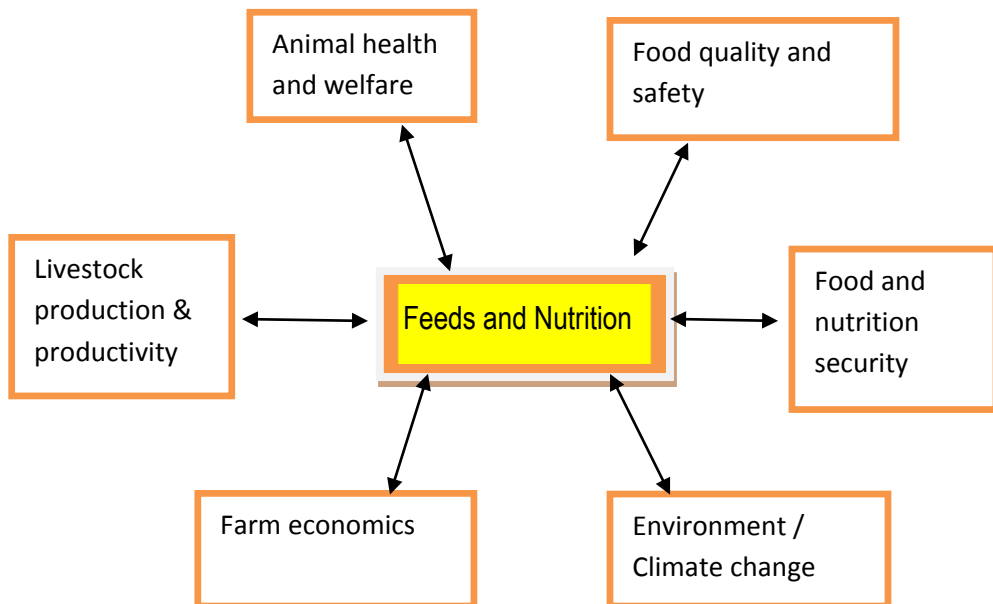 Animal health
and welfare
Food quality and
safety
Livestock
production &
productivity
Feeds and Nutrition
Food and
nutrition
security
Farm economics
Environment /
Climate change